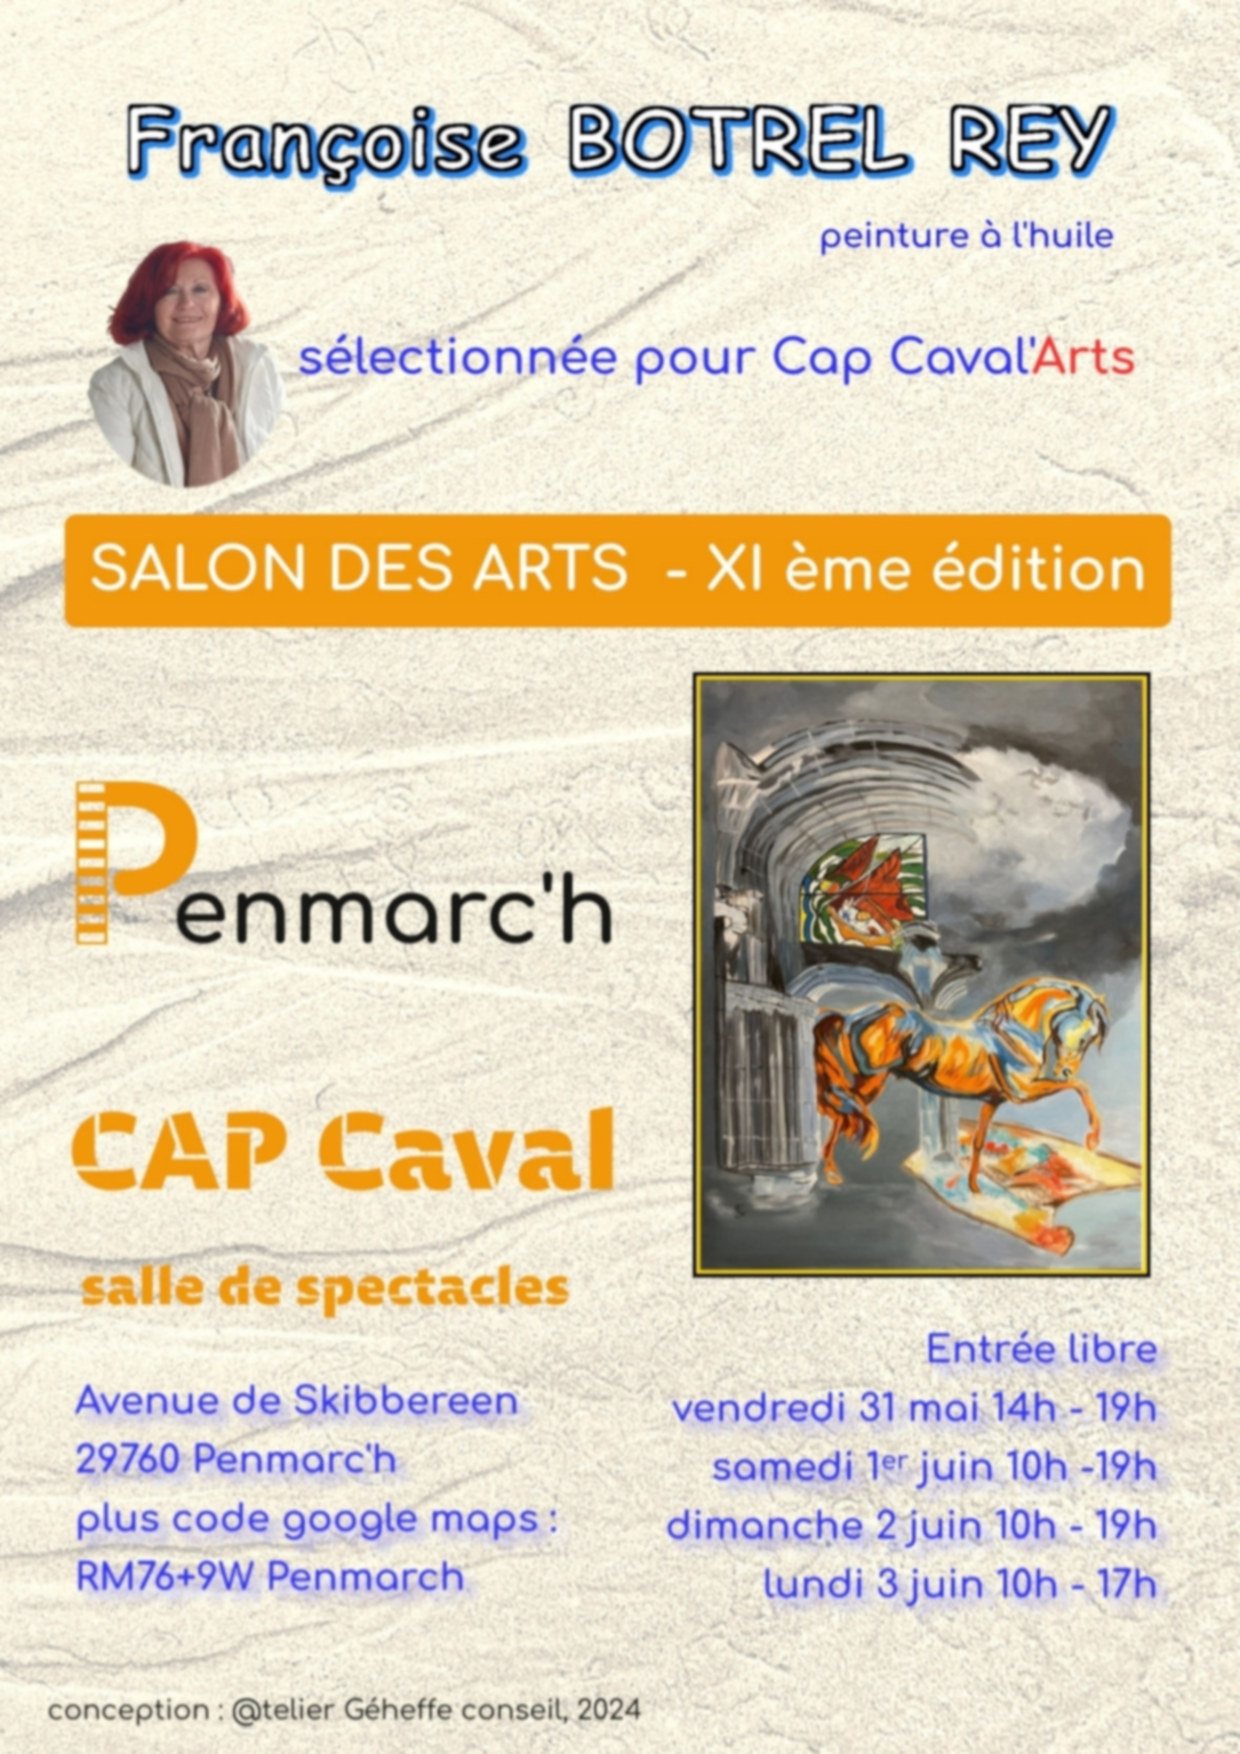 Françoise BOTREL REY
peinture à l'huile
sélectionnée pour Cap Caval'Arts
SALON DES ARTS - XI ème édition
Penmarc'h
CAP Caval
salle de spectacles
Avenue de Skibbereen
29760 Penmarc'h
plus code google maps :
RM76+9W Penmarch
Entrée libre
vendredi 31 mai 14h - 19h
samedi 1er juin 10h -19h
dimanche 2 juin 10h - 19h
lundi 3 juin 10h - 17h
conception : @telier Géheffe conseil, 2024